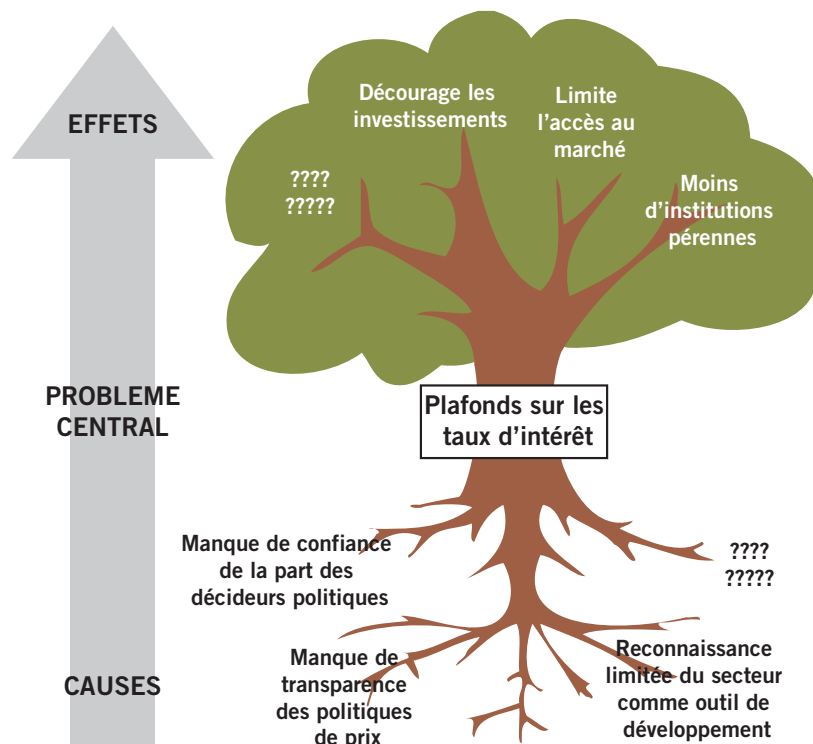 EFFETS
Décourage les
investissements
Limite
l’accès au
marché
????
?????
Moins
d’institutions
pérennes
PROBLEME
CENTRAL
Plafonds sur les
taux d’intérêt
Manque de confiance
de la part des
décideurs politiques
????
?????
CAUSES
Manque de
transparence
des politiques
de prix
Reconnaissance
limitée du secteur
comme outil de
développement